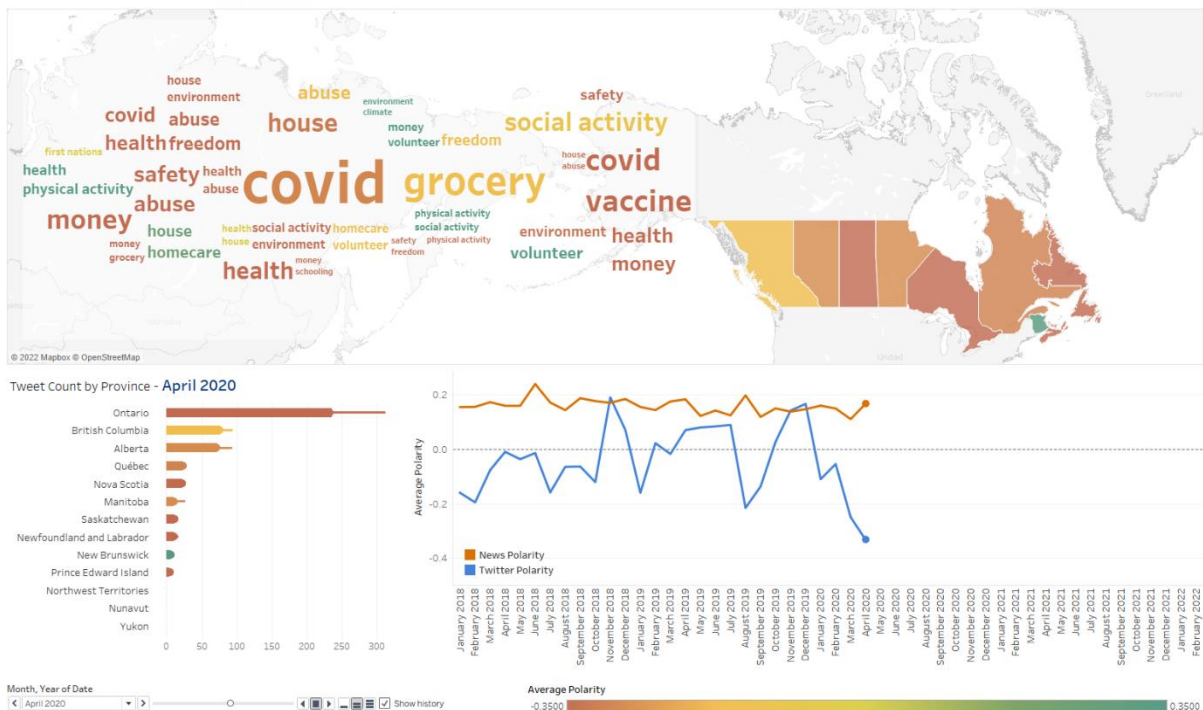 house
environment
covid
abuse
health
freedom
first nations
health
physical activity
safety
health
abuse
abuse
money
house
homecare
money
grocery
abuse
house
environment
climate
money
volunteer
freedom
covid
grocery
health
house
social activity
environment
homecare
volunteer
health
money
schooling
safety
freedom
physical activity
social activity
physical activity
safety
social activity
house
abuse
covid
vaccine
environment
volunteer
health
money
Greenland
United
© 2022 Mapbox © OpenStreetMap
Tweet Count by Province - April 2020
Ontario
British Columbia
Alberta
Québec
Nova Scotia
Manitoba
Saskatchewan
Newfoundland and Labrador
New Brunswick
Prince Edward Island
Northwest Territories
Nunavut
Yukon
0 50 100 150 200 250 300
Average Polarity
0.2
0.0
-0.2
-0.4
News Polarity
Twitter Polarity
January 2018
February 2018
March 2018
April 2018
May 2018
June 2018
July 2018
August 2018
September 2018
October 2018
November 2018
December 2018
January 2019
February 2019
March 2019
April 2019
May 2019
June 2019
July 2019
August 2019
September 2019
October 2019
November 2019
December 2019
January 2020
February 2020
March 2020
April 2020
May 2020
June 2020
July 2020
August 2020
September 2020
October 2020
November 2020
December 2020
January 2021
February 2021
March 2021
April 2021
May 2021
June 2021
July 2021
August 2021
September 2021
October 2021
November 2021
December 2021
January 2022
February 2022
Month, Year of Date
April 2020
Show history
Average Polarity
-0.3500
0.3500